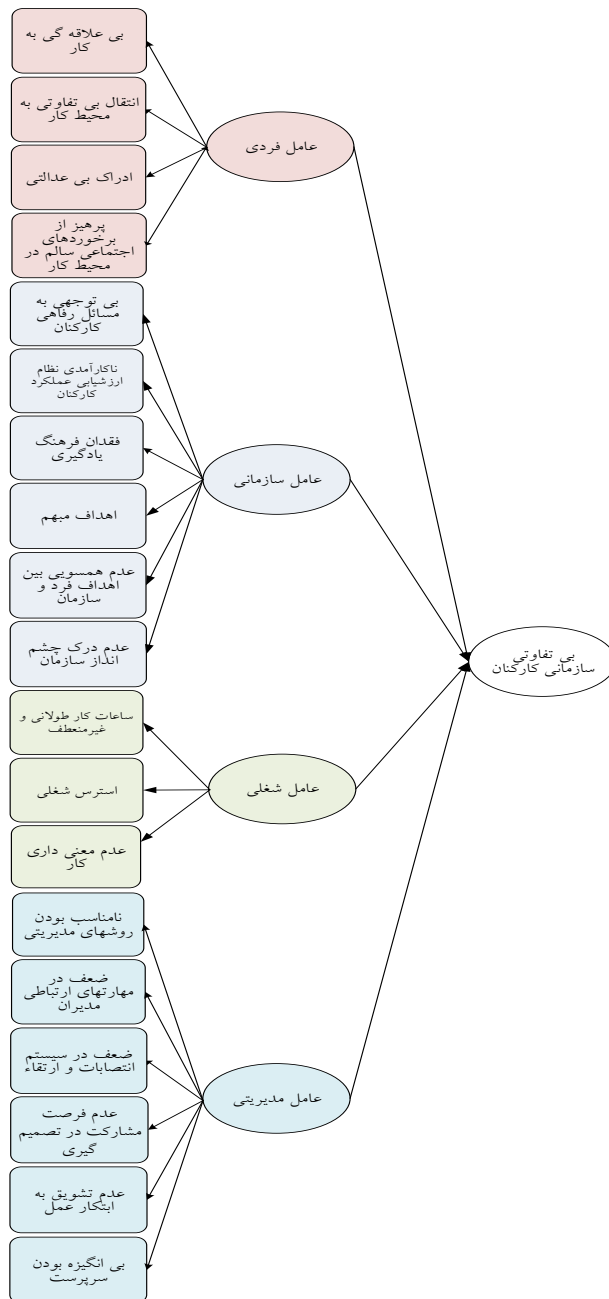 بی علاقه گی به
کار
انتقال بی تفاوتی به
محیط کار
ادراک بی عدالتی
پرهیز از
برخوردهای
اجتماعی سالم در
محیط کار
عامل فردی
بی توجهی به
مسائل رفاهی
کارکنان
ناکارآمدی نظام
ارزشیابی عملکرد
کارکنان
فقدان فرهنگ
یادگیری
اهداف مبهم
عدم همسویی بین
اهداف فرد و
سازمان
عدم درک چشم
انداز سازمان
عامل سازمانی
بی تفاوتی
سازمانی کارکنان
ساعات کار طولانی و
غیرمنعطف
استرس شغلی
عدم معنی داری
کار
عامل شغلی
نامناسب بودن
روشهای مدیریتی
ضعف در
مهارتهای ارتباطی
مدیران
ضعف در سیستم
انتصابات و ارتقاء
عدم فرصت
مشارکت در تصمیم
گیری
عدم تشویق به
ابتکار عمل
بی انگیزه بودن
سرپرست
عامل مدیریتی